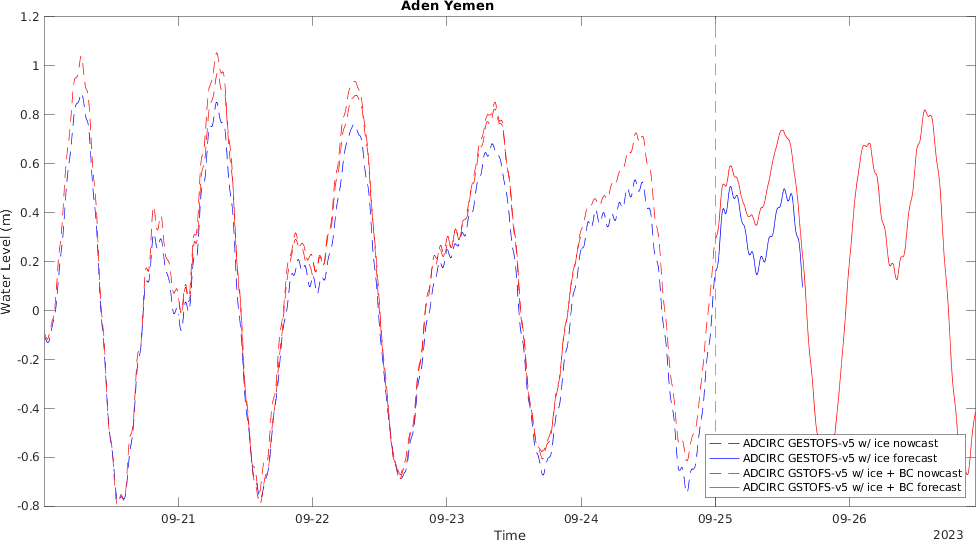 Aden Yemen
1.2
1
0.8
0.6
0.4
0.2
0
-0.2
-0.4
-0.6
-0.8
Water Level (m)
09-21 09-22 09-23 09-24 09-25 09-26
Time
2023
ADCIRC GESTOFS-v5 w/ ice nowcast
ADCIRC GESTOFS-v5 w/ ice forecast
ADCIRC GSTOFS-v5 w/ ice + BC nowcast
ADCIRC GSTOFS-v5 w/ ice + BC forecast